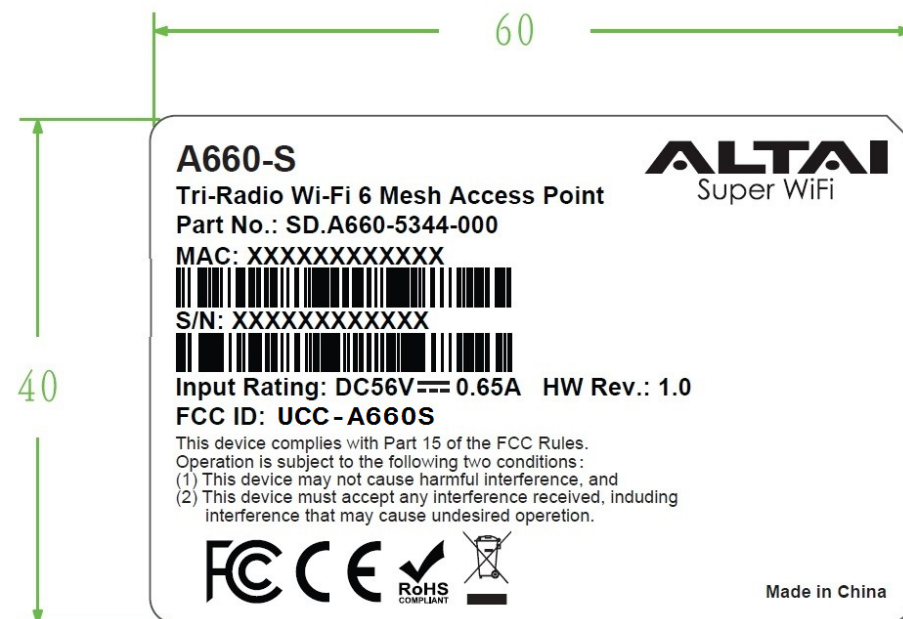 60
40
A660-S
ALTAI
Super WiFi
Tri-Radio Wi-Fi 6 Mesh Access Point
Part No.: SD.A660-5344-000
MAC: XXXXXXXXXXXX
S/N: XXXXXXXXXXXX
Input Rating: DC56V⎓0.65A HW Rev.: 1.0
FCC ID: UCC-A660S
This device complies with Part 15 of the FCC Rules.
Operation is subject to the following two conditions:
(1) This device may not cause harmful interference, and
(2) This device must accept any interference received, induding
interference that may cause undesired operetion.
FCC CE RoHS
COMPLIANT
Made in China